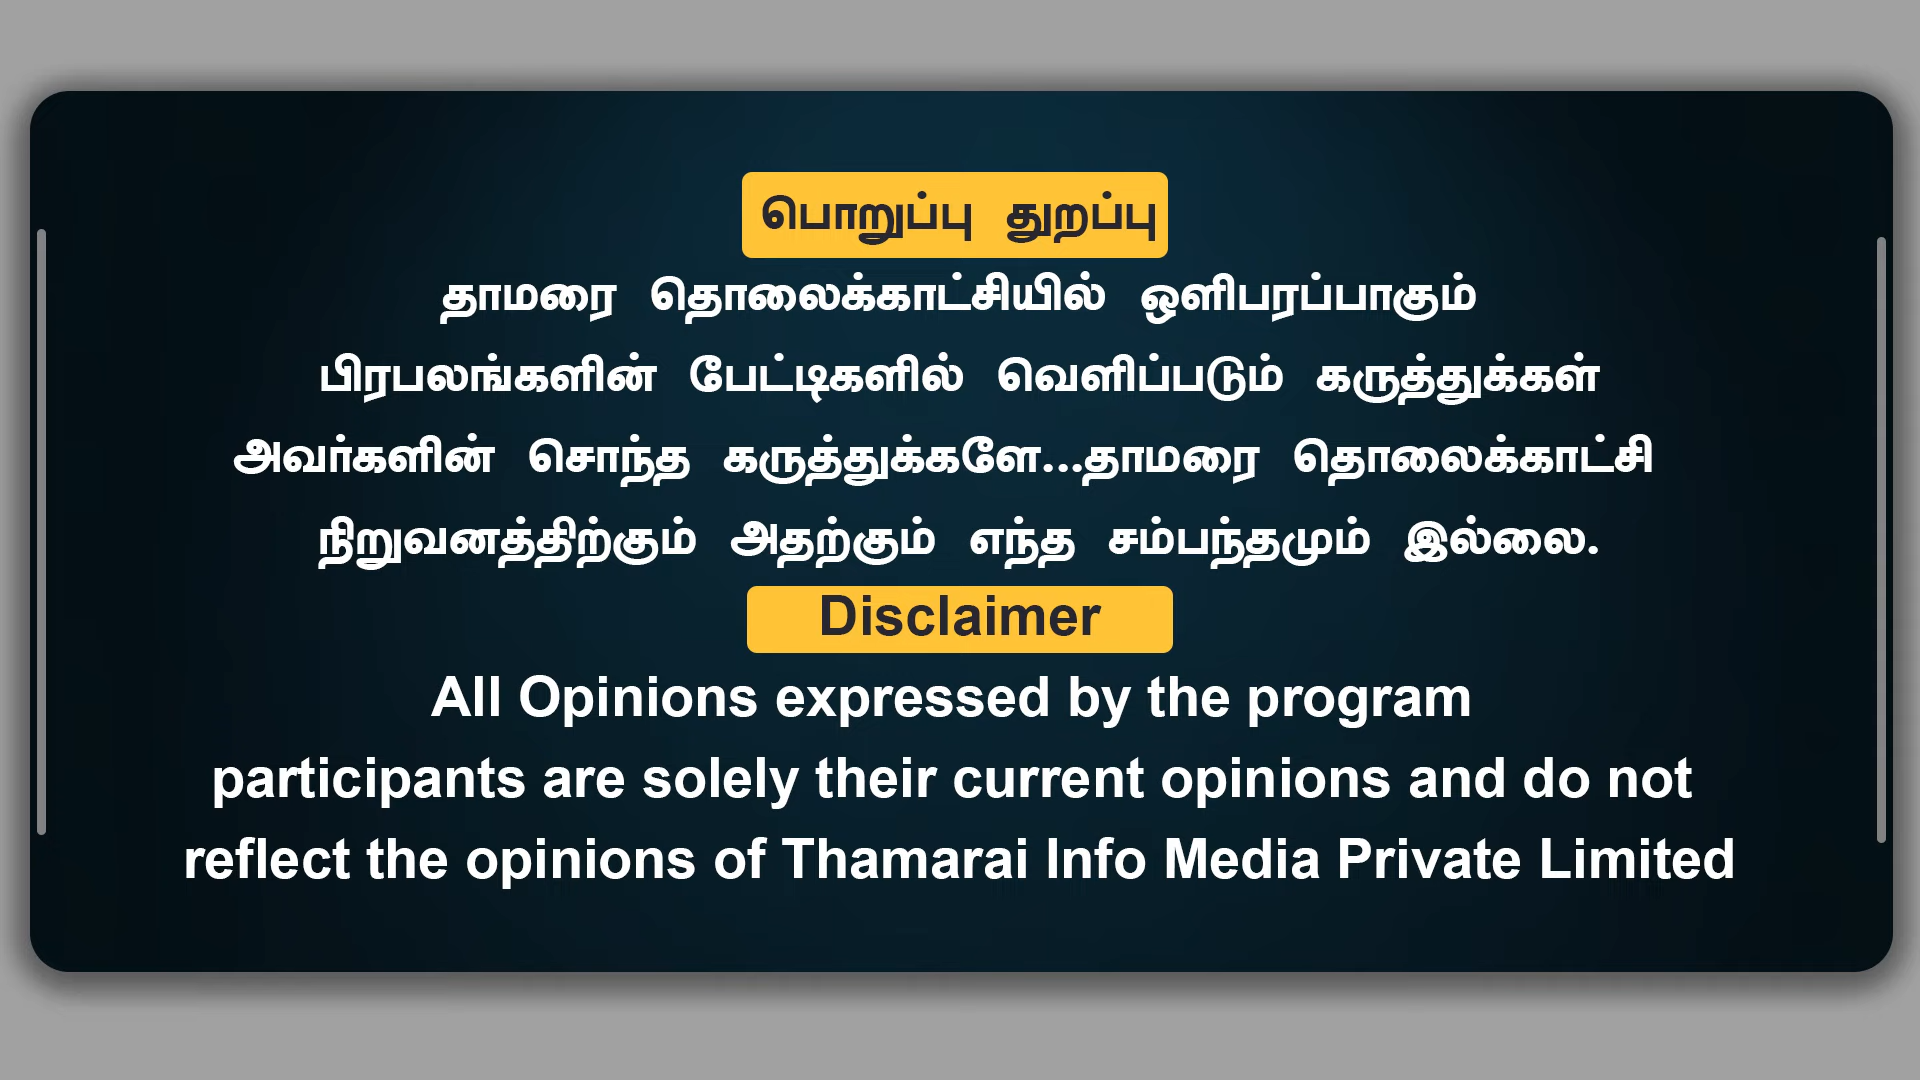 பொறுப்பு துறப்பு
தாமரை தொலைக்காட்சியில் ஒளிபரப்பாகும்
பிரபலங்களின் பேட்டிகளில் வெளிப்படும் கருத்துக்கள்
அவர்களின் சொந்த கருத்துக்களே...தாமரை தொலைக்காட்சி
நிறுவனத்திற்கும் அதற்கும் எந்த சம்பந்தமும் இல்லை.
Disclaimer
All Opinions expressed by the program
participants are solely their current opinions and do not
reflect the opinions of Thamarai Info Media Private Limited